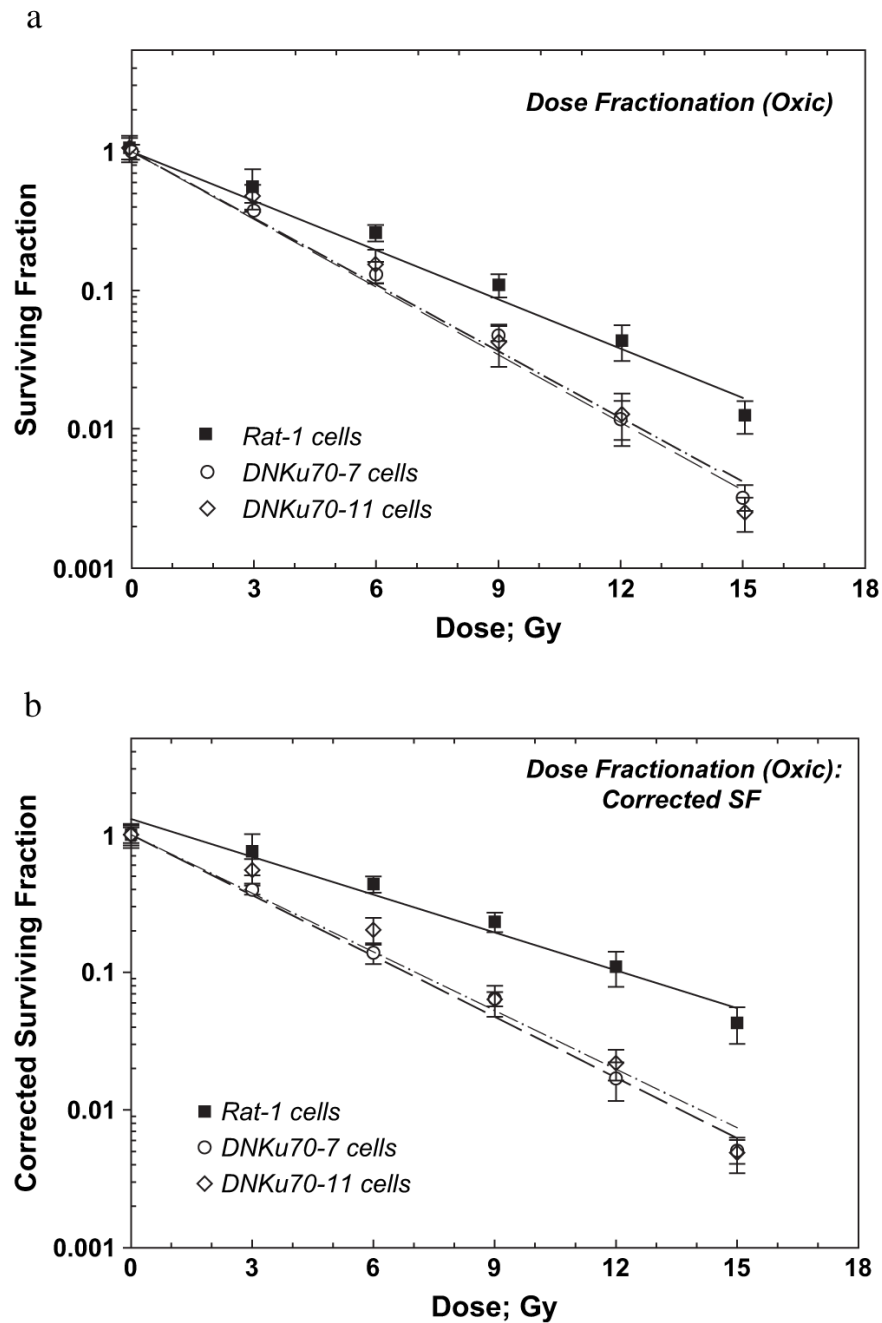 a
Dose Fractionation (Oxic)
Surviving Fraction
1
0.1
0.01
0.001
Rat-1 cells
DNKu70-7 cells
DNKu70-11 cells
0 3 6 9 12 15 18
Dose; Gy
b
Dose Fractionation (Oxic):
Corrected SF
Corrected Surviving Fraction
1
0.1
0.01
0.001
Rat-1 cells
DNKu70-7 cells
DNKu70-11 cells
0 3 6 9 12 15 18
Dose; Gy